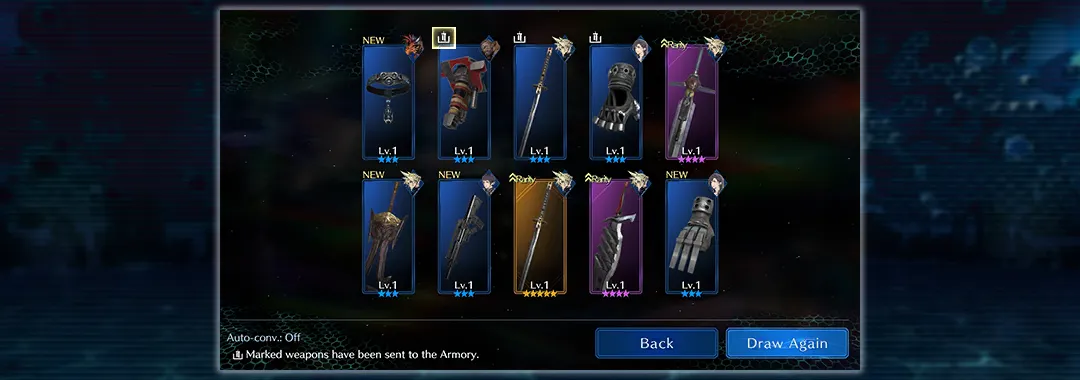 NEW
Rarity
Lv.1
Lv.1
Lv.1
Lv.1
Lv.1
NEW
NEW
Rarity
Rarity
NEW
Lv.1
Lv.1
Lv.1
Lv.1
Lv.1
Auto-conv.: Off
Marked weapons have been sent to the Armory.
Back
Draw Again